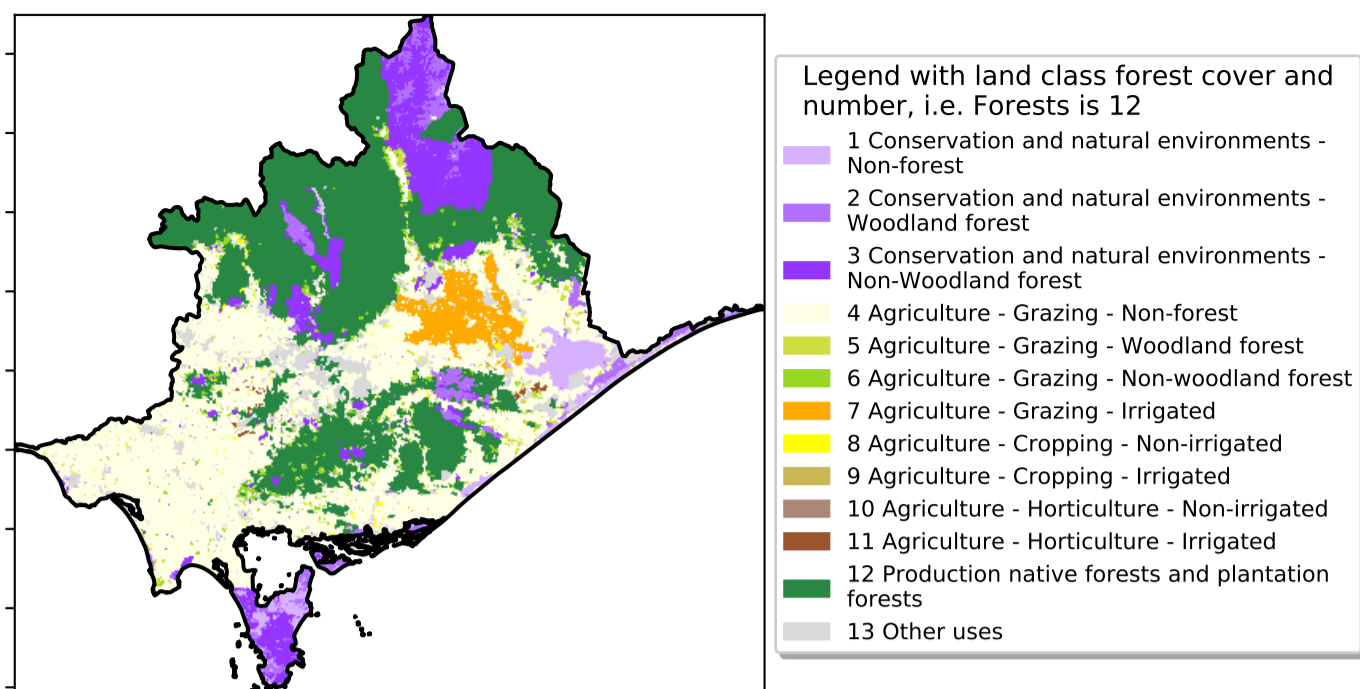 Legend with land class forest cover and
number, i.e. Forests is 12
1 Conservation and natural environments -
Non-forest
2 Conservation and natural environments -
Woodland forest
3 Conservation and natural environments -
Non-Woodland forest
4 Agriculture - Grazing - Non-forest
5 Agriculture - Grazing - Woodland forest
6 Agriculture - Grazing - Non-woodland forest
7 Agriculture - Grazing - Irrigated
8 Agriculture - Cropping - Non-irrigated
9 Agriculture - Cropping - Irrigated
10 Agriculture - Horticulture - Non-irrigated
11 Agriculture - Horticulture - Irrigated
12 Production native forests and plantation
forests
13 Other uses